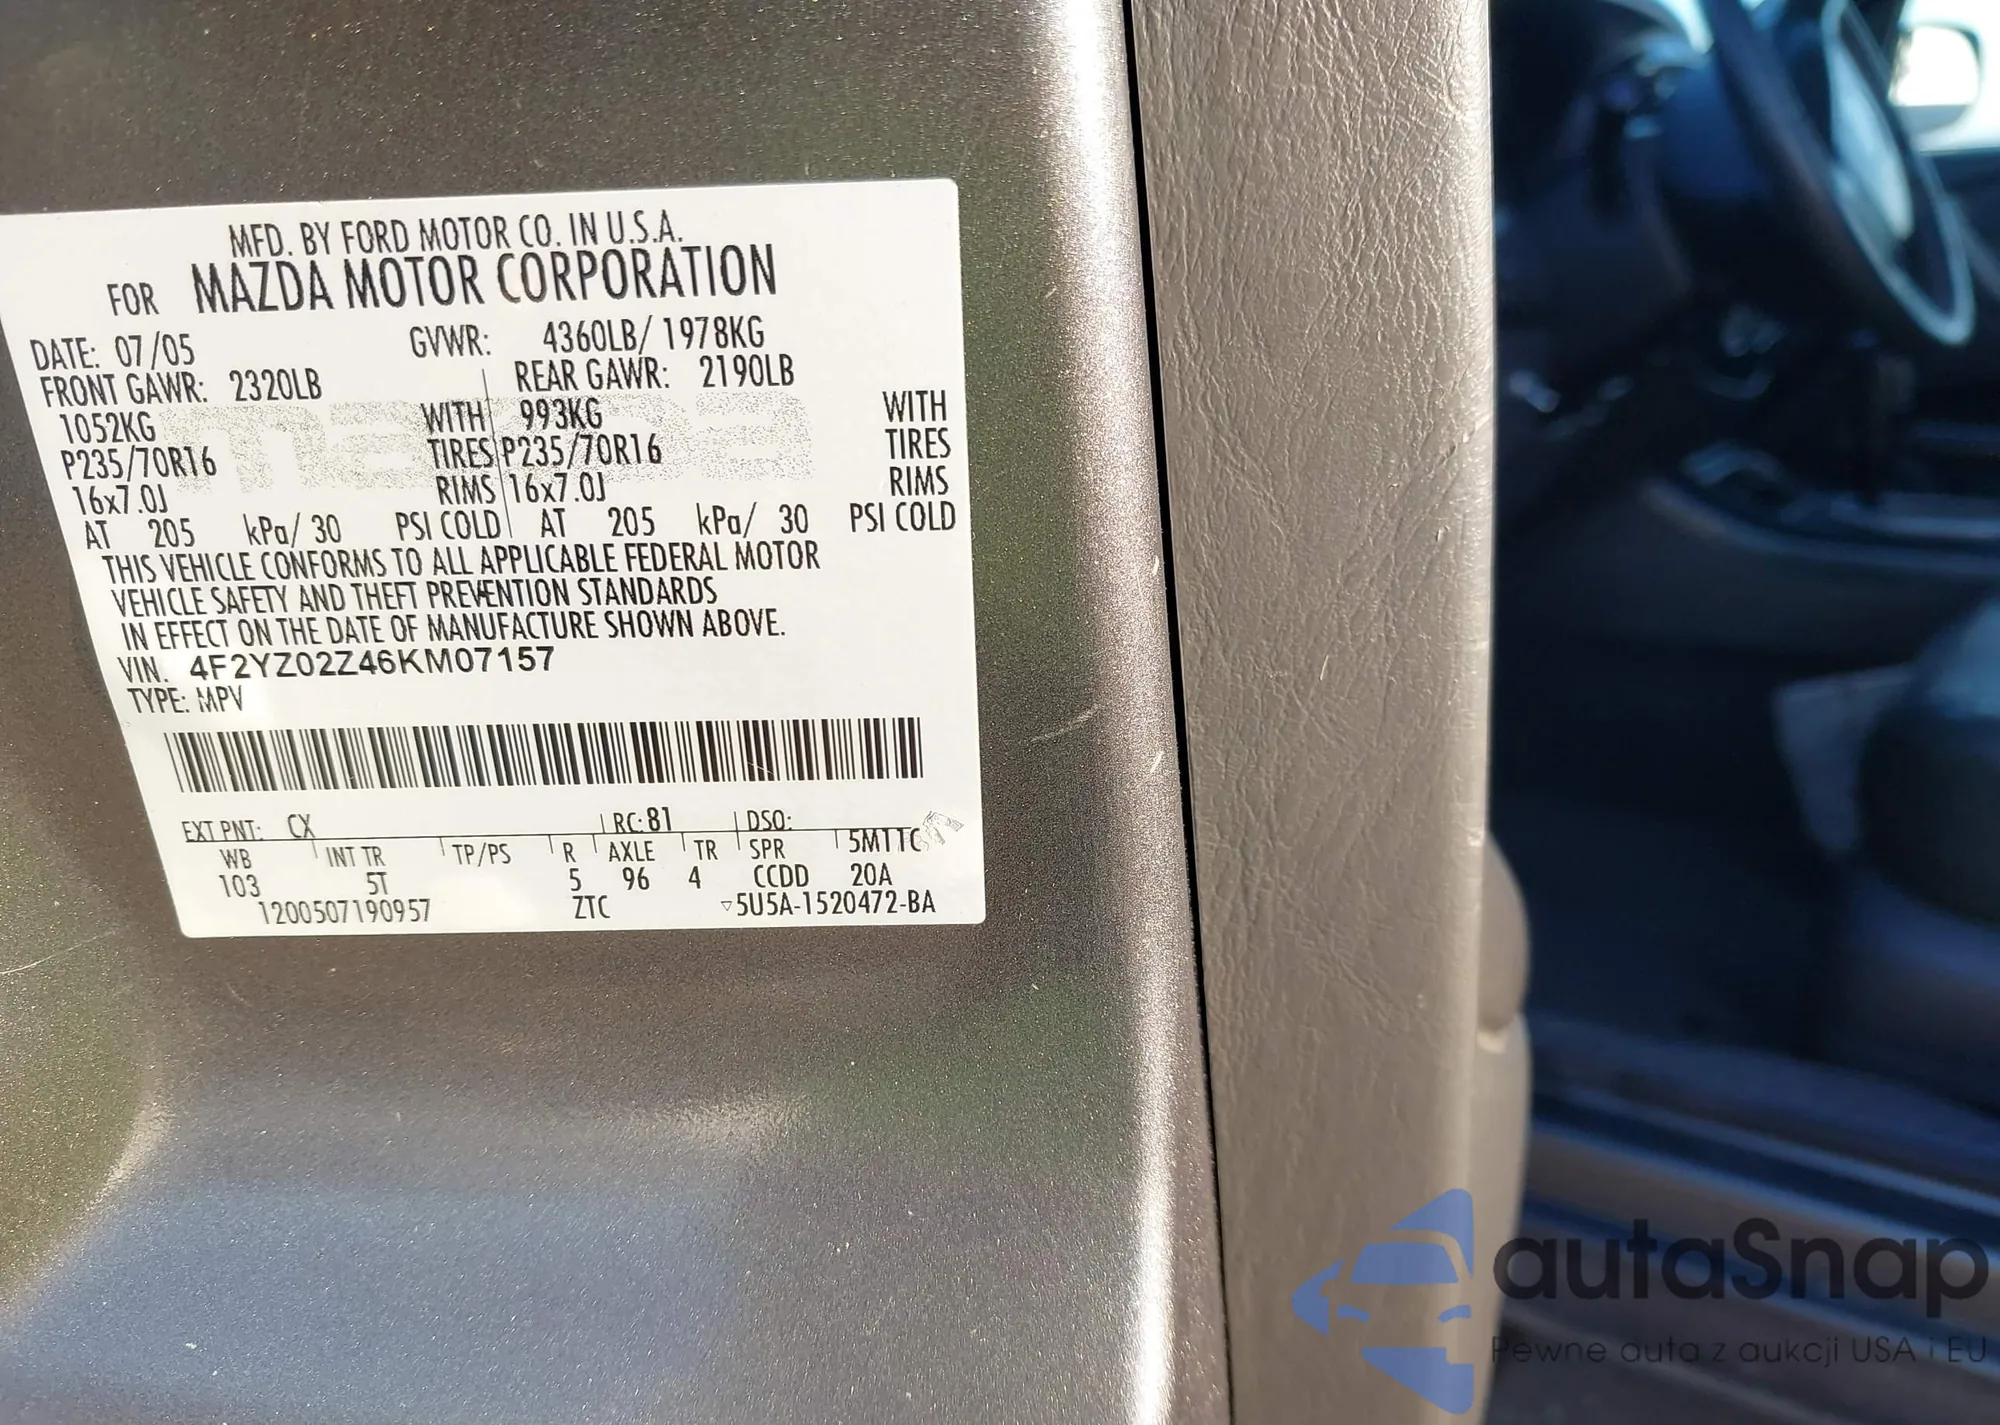 MFD. BY FORD MOTOR CO. IN U.S.A.
FOR MAZDA MOTOR CORPORATION
DATE: 07/05 GVWR: 4360LB/ 1978KG
FRONT GAWR: 2320LB REAR GAWR: 2190LB
1052KG WITH 993KG WITH
P235/70R16 TIRES P235/70R16 TIRES
16x7.0J RIMS 16x7.0J RIMS
AT 205 kPa/ 30 PSI COLD AT 205 kPa/ 30 PSI COLD
THIS VEHICLE CONFORMS TO ALL APPLICABLE FEDERAL MOTOR
VEHICLE SAFETY AND THEFT PREVENTION STANDARDS
IN EFFECT ON THE DATE OF MANUFACTURE SHOWN ABOVE.
VIN. 4F2YZ02Z46KM07157
TYPE: MPV
EXT PNT: CX RC: 81 DSO:
WB INT TR TP/PS R AXLE TR SPR 5MTTC
103 5T 5 96 4 CCDD 20A
1200507190957 ZTC ▽5U5A-1520472-BA
autaSnap
Pewne auta z aukcji USA i EU